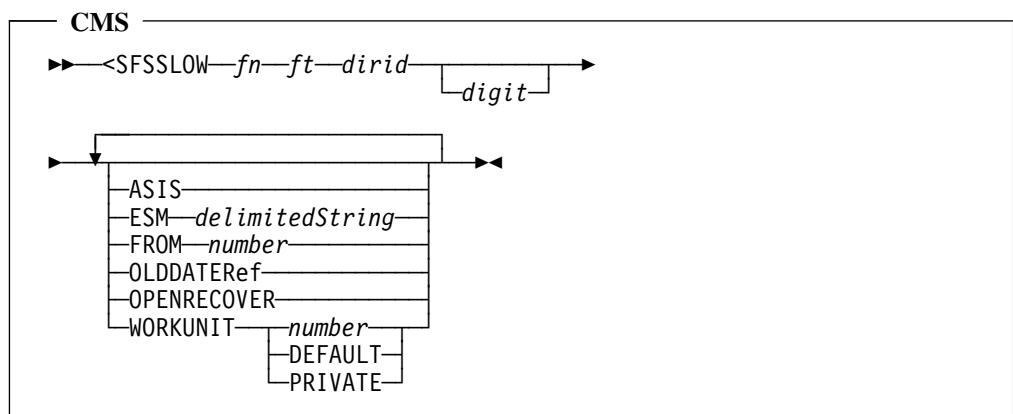 CMS
<SFSSLOW fn ft dirid
digit
ASIS
ESM delimitedString
FROM number
OLDDATERef
OPENRECOVER
WORKUNIT number
DEFAULT
PRIVATE